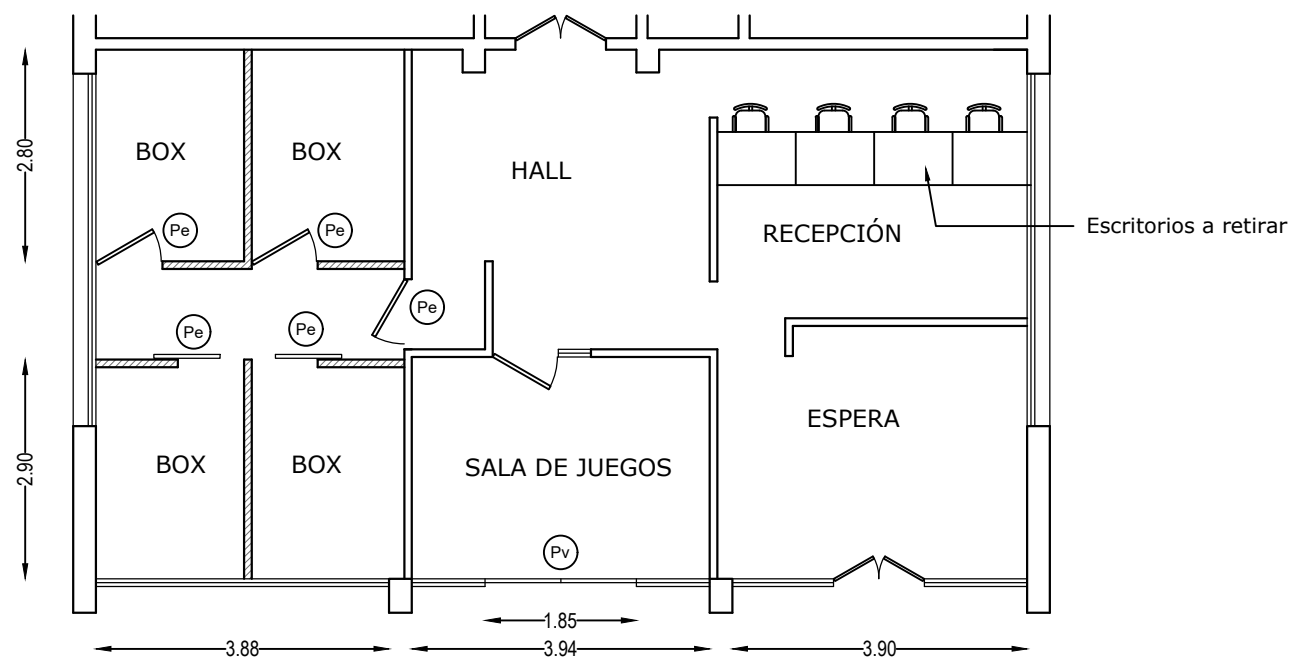 BOX
BOX
HALL
2.80
Pe
Pe
RECEPCIÓN
Escritorios a retirar
Pe
Pe
Pe
ESPERA
BOX
BOX
SALA DE JUEGOS
2.90
Pv
1.85
3.88
3.94
3.90